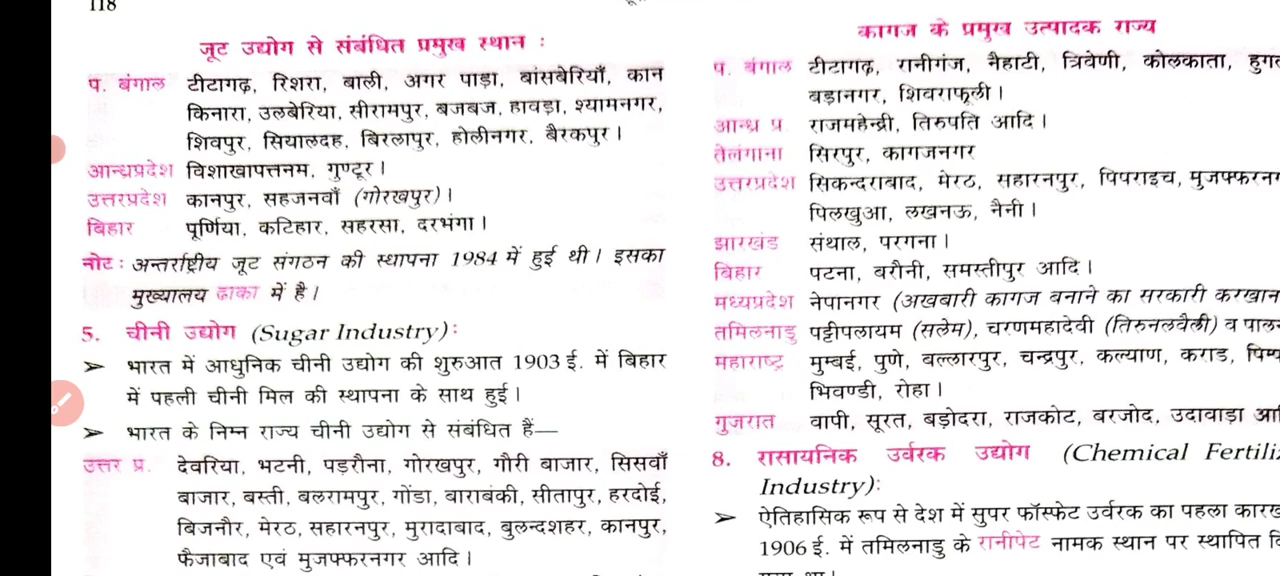 118
जूट उद्योग से संबंधित प्रमुख स्थान :
प. बंगाल टीटागढ़, रिशरा, बाली, अगर पाड़ा, बांसबेरियाँ, कान
किनारा, उलबेरिया, सीरामपुर, बजबज, हावड़ा, श्यामनगर,
शिवपुर, सियालदह, बिरलापुर, होलीनगर, बैरकपुर।
आन्ध्रप्रदेश विशाखापत्तनम, गुण्टूर।
उत्तरप्रदेश कानपुर, सहजनवाँ (गोरखपुर)।
बिहार पूर्णिया, कटिहार, सहरसा, दरभंगा।
नोट : अन्तर्राष्ट्रीय जूट संगठन की स्थापना 1984 में हुई थी। इसका
मुख्यालय ढाका में है।
5. चीनी उद्योग (Sugar Industry):
➢ भारत में आधुनिक चीनी उद्योग की शुरुआत 1903 ई. में बिहार
में पहली चीनी मिल की स्थापना के साथ हुई।
➢ भारत के निम्न राज्य चीनी उद्योग से संबंधित हैं—
उत्तर प्र. देवरिया, भटनी, पड़रौना, गोरखपुर, गौरी बाजार, सिसवाँ
बाजार, बस्ती, बलरामपुर, गोंडा, बाराबंकी, सीतापुर, हरदोई,
बिजनौर, मेरठ, सहारनपुर, मुरादाबाद, बुलन्दशहर, कानपुर,
फैजाबाद एवं मुजफ्फरनगर आदि।
कागज के प्रमुख उत्पादक राज्य
प. बंगाल टीटागढ़, रानीगंज, नैहाटी, त्रिवेणी, कोलकाता,
बड़ानगर, शिवराफूली।
आन्ध्र प्र. राजमहेन्द्री, तिरुपति आदि।
तेलंगाना सिरपुर, कागजनगर
उत्तरप्रदेश सिकन्दराबाद, मेरठ, सहारनपुर, पिपराइच, मुजफ्फरनग
पिलखुआ, लखनऊ, नैनी।
झारखंड संथाल, परगना।
बिहार पटना, बरौनी, समस्तीपुर आदि।
मध्यप्रदेश नेपानगर (अखबारी कागज बनाने का सरकारी करखान
तमिलनाडु पट्टीपलायम (सलेम), चरणमहादेवी (तिरुनलवैली) व पाल
महाराष्ट्र मुम्बई, पुणे, बल्लारपुर, चन्द्रपुर, कल्याण, कराड,
भिवण्डी, रोहा।
गुजरात वापी, सूरत, बड़ोदरा, राजकोट, बरजोद, उदावाड़ा
8. रासायनिक उर्वरक उद्योग (Chemical Fertiliz
Industry):
➢ ऐतिहासिक रूप से देश में सुपर फॉस्फेट उर्वरक का पहला कारख
1906 ई. में तमिलनाडु के रानीपेट नामक स्थान पर स्थापित